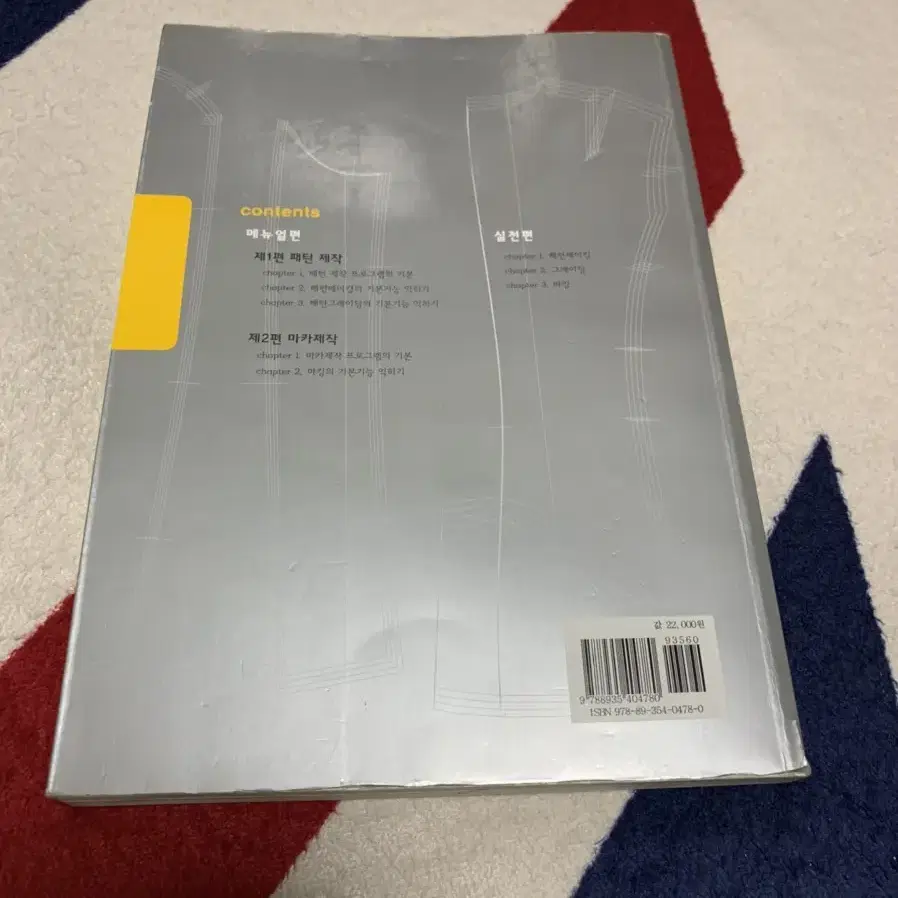 contents
메뉴얼편
제1편 패턴 제작
chapter 1. 패턴 제작 프로그램의 기본
chapter 2. 패턴메이킹의 기본기능 익히기
chapter 3. 패턴그레이딩의 기본기능 익히기
제2편 마카제작
chapter 1. 마카제작 프로그램의 기본
chapter 2. 마킹의 기본기능 익히기
실전편
chapter 1. 패턴메이킹
chapter 2. 그레이딩
chapter 3. 마킹
값 22,000원
93560
9 788935 404780
ISBN 978-89-354-0478-0